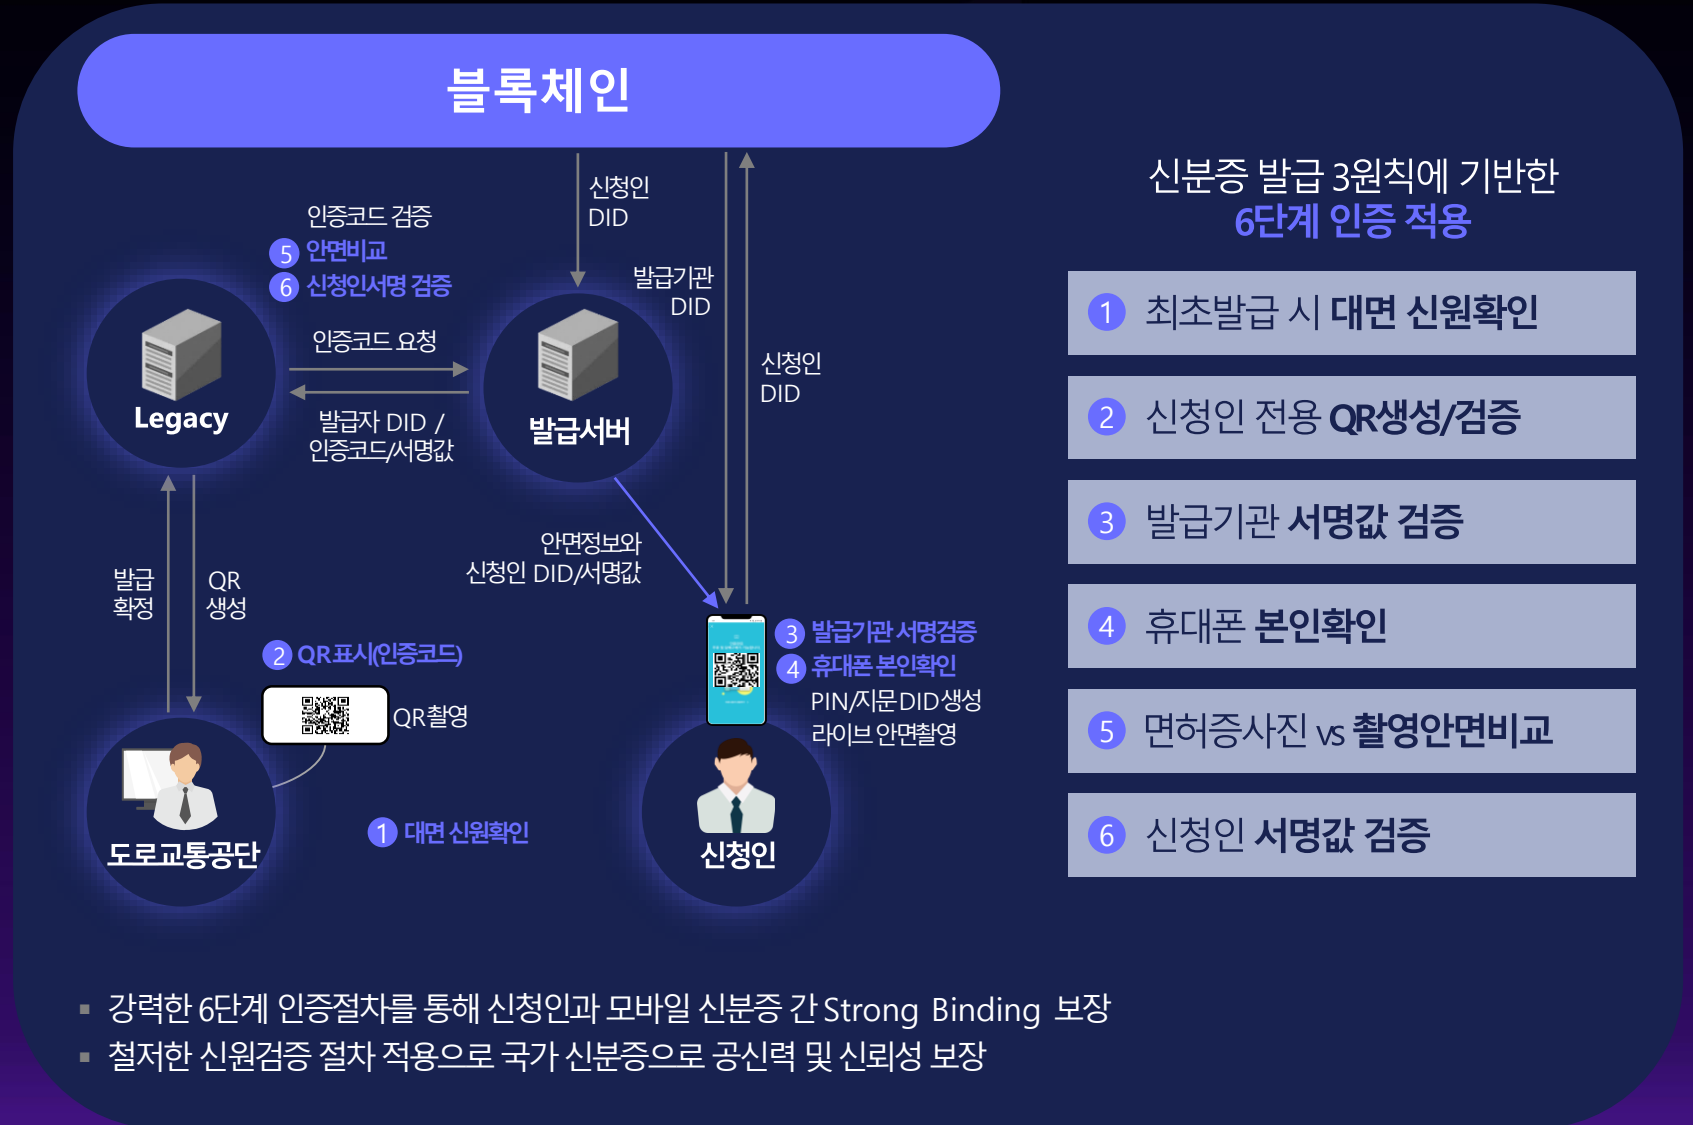 블록체인
신청인
DID
발급기관
DID
신청인
DID
인증코드 검증
5 안면비교
6 신청인서명 검증
인증코드 요청
발급자 DID /
인증코드/서명값
Legacy
발급서버
안면정보와
신청인 DID/서명값
발급
확정
QR
생성
2 QR표시(인증코드)
QR촬영
3 발급기관 서명검증
4 휴대폰 본인확인
PIN/지문DID생성
라이브 안면촬영
1 대면 신원확인
도로교통공단
신청인
신분증 발급 3원칙에 기반한
6단계 인증 적용
1 최초발급 시 대면 신원확인
2 신청인 전용 QR생성/검증
3 발급기관 서명값 검증
4 휴대폰 본인확인
5 면허증사진 vs 촬영안면비교
6 신청인 서명값 검증
▪ 강력한 6단계 인증절차를 통해 신청인과 모바일 신분증 간 Strong Binding 보장
▪ 철저한 신원검증 절차 적용으로 국가 신분증으로 공신력 및 신뢰성 보장